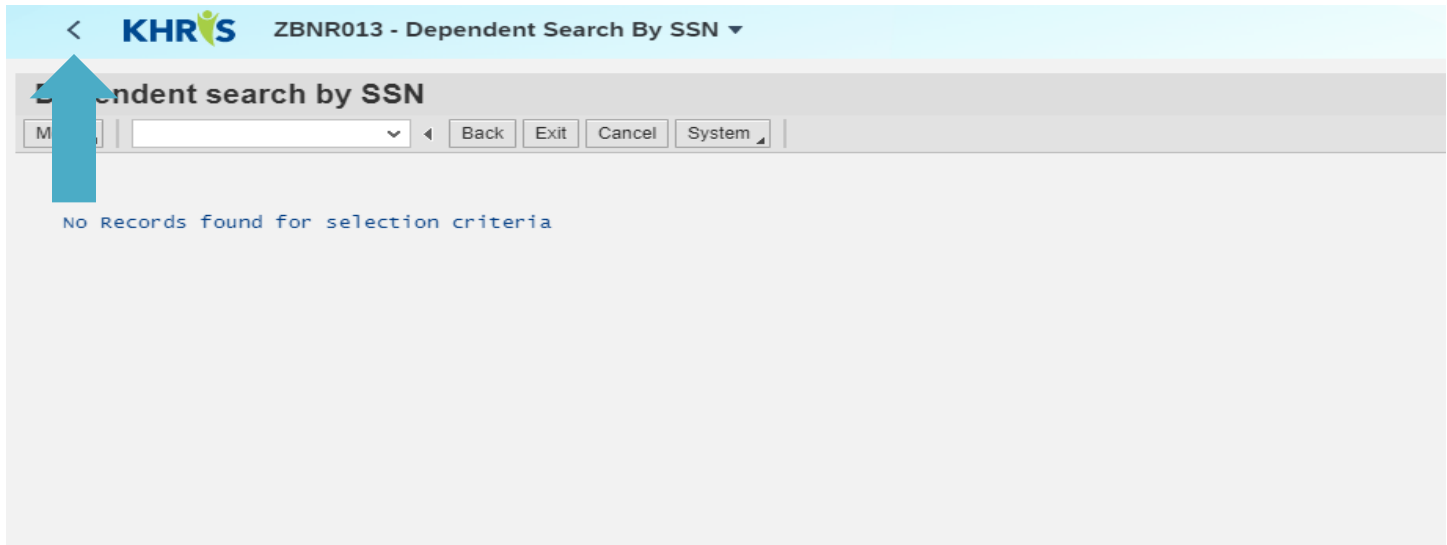 KHRIS ZBNR013 - Dependent Search By SSN
search by SSN
Back Exit Cancel System
No Records found for selection criteria